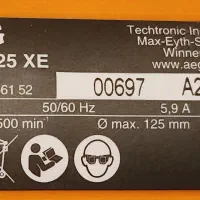 G
Techtronic In
Max-Eyth-S
Winne
25 XE
www.aeg
61 52
00697
A2
50/60 Hz
5,9 A
500 min
Ø max. 125 mm